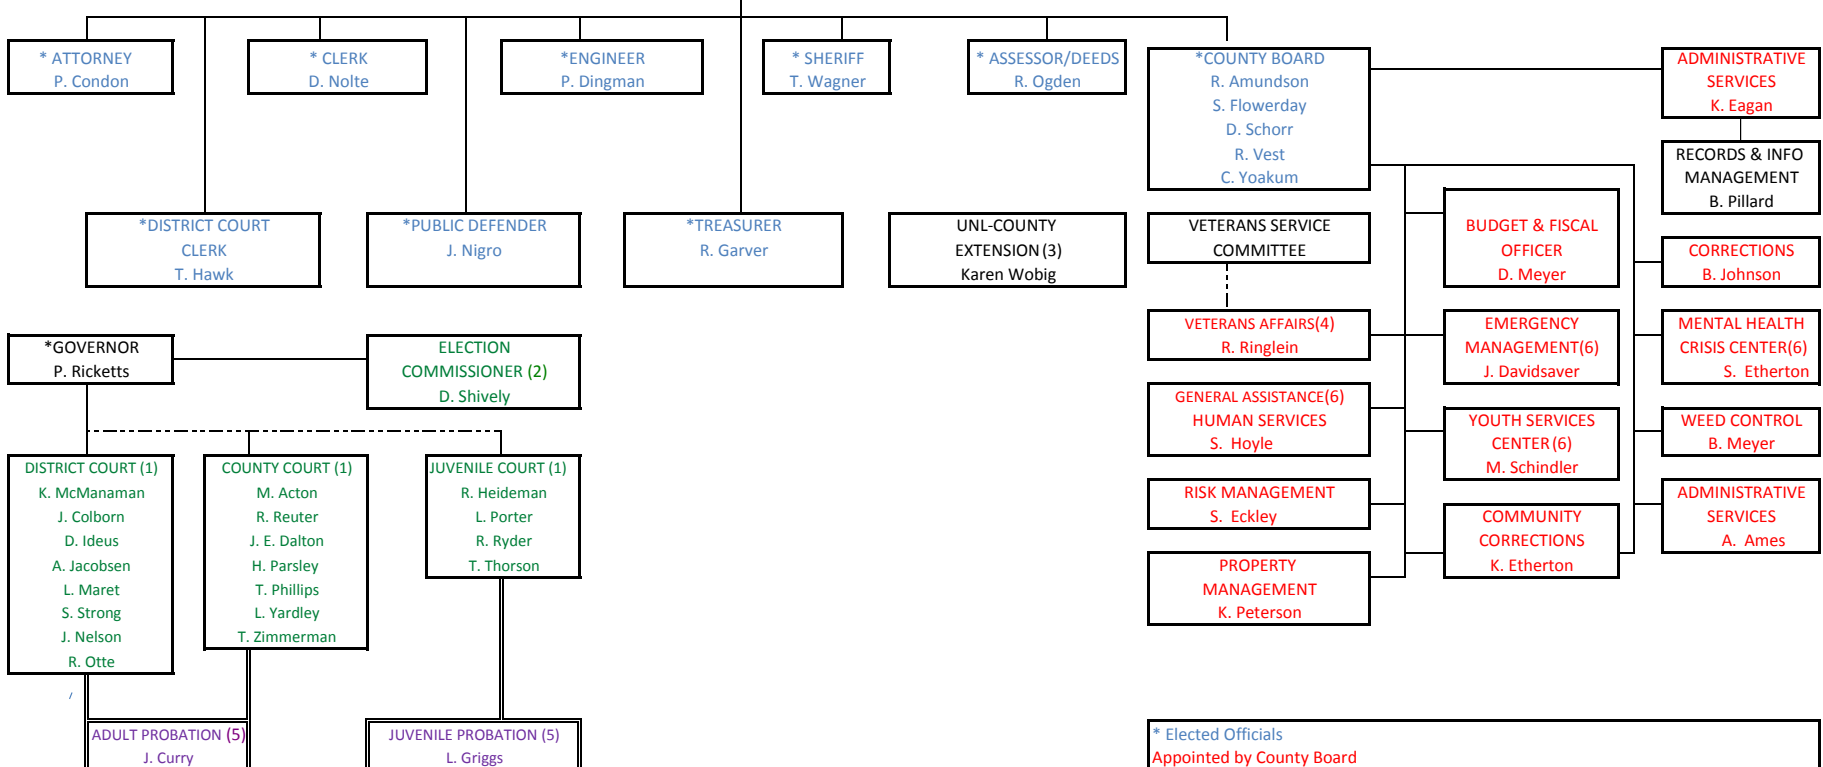 * ATTORNEY
P. Condon
* CLERK
D. Nolte
*ENGINEER
P. Dingman
* SHERIFF
T. Wagner
* ASSESSOR/DEEDS
R. Ogden
*COUNTY BOARD
R. Amundson
S. Flowerday
D. Schorr
R. Vest
C. Yoakum
ADMINISTRATIVE
SERVICES
K. Eagan
RECORDS & INFO
MANAGEMENT
B. Pillard
*DISTRICT COURT
CLERK
T. Hawk
*PUBLIC DEFENDER
J. Nigro
*TREASURER
R. Garver
UNL-COUNTY
EXTENSION (3)
Karen Wobig
VETERANS SERVICE
COMMITTEE
BUDGET & FISCAL
OFFICER
D. Meyer
CORRECTIONS
B. Johnson
*GOVERNOR
P. Ricketts
ELECTION
COMMISSIONER (2)
D. Shively
VETERANS AFFAIRS(4)
R. Ringlein
EMERGENCY
MANAGEMENT(6)
J. Davidsaver
MENTAL HEALTH
CRISIS CENTER(6)
S. Etherton
GENERAL ASSISTANCE(6)
HUMAN SERVICES
S. Hoyle
YOUTH SERVICES
CENTER (6)
M. Schindler
WEED CONTROL
B. Meyer
DISTRICT COURT (1)
K. McManaman
J. Colborn
D. Ideus
A. Jacobsen
L. Maret
S. Strong
J. Nelson
R. Otte
COUNTY COURT (1)
M. Acton
R. Reuter
J. E. Dalton
H. Parsley
T. Phillips
L. Yardley
T. Zimmerman
JUVENILE COURT (1)
R. Heideman
L. Porter
R. Ryder
T. Thorson
RISK MANAGEMENT
S. Eckley
COMMUNITY
CORRECTIONS
K. Etherton
ADMINISTRATIVE
SERVICES
A. Ames
PROPERTY
MANAGEMENT
K. Peterson
/
ADULT PROBATION (5)
J. Curry
JUVENILE PROBATION (5)
L. Griggs
* Elected Officials
Appointed by County Board